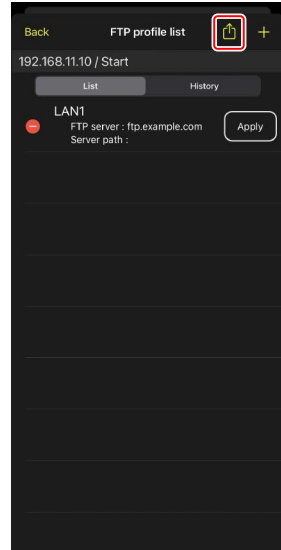 Back FTP profile list +
192.168.11.10 / Start
List History
LAN1
FTP server : ftp.example.com Apply
Server path :